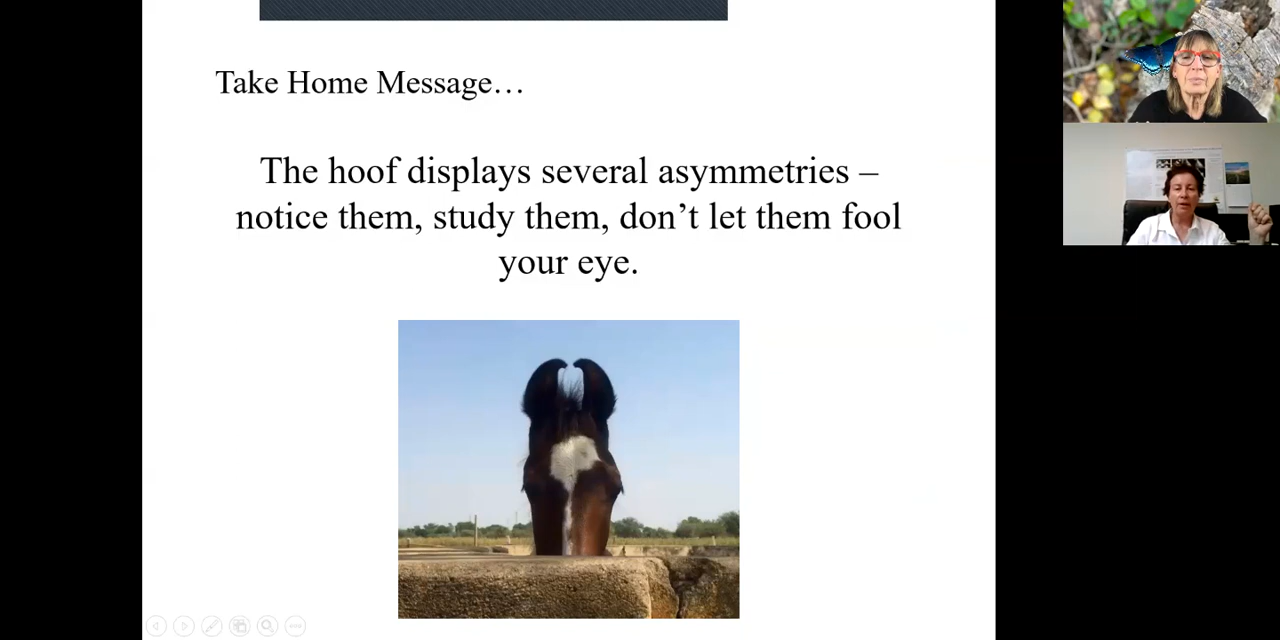 Take Home Message…
The hoof displays several asymmetries –
notice them, study them, don’t let them fool
your eye.